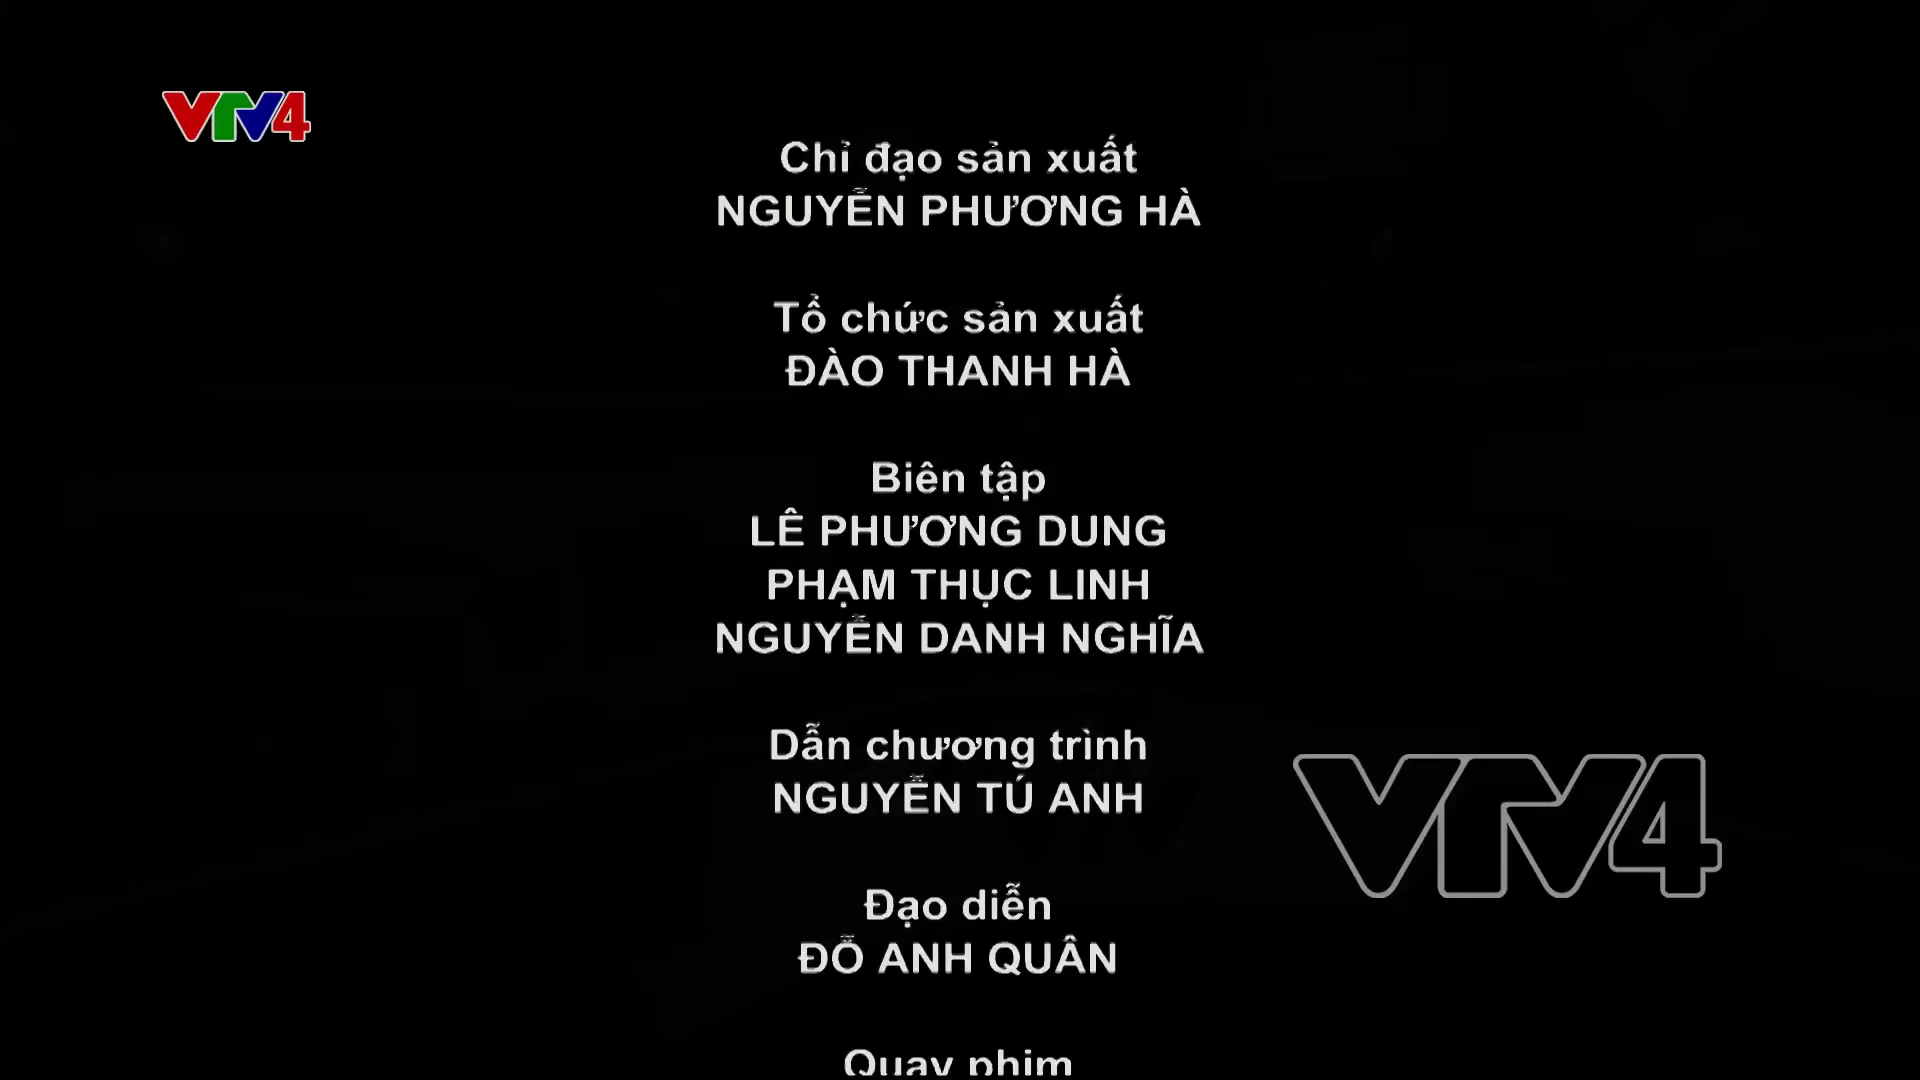 VTV4
Chỉ đạo sản xuất
NGUYỄN PHƯƠNG HÀ
Tổ chức sản xuất
ĐÀO THANH HÀ
Biên tập
LÊ PHƯƠNG DUNG
PHẠM THỤC LINH
NGUYỄN DANH NGHĨA
Dẫn chương trình
NGUYỄN TÚ ANH
Đạo diễn
ĐỖ ANH QUÂN
VTV4
Quay phim